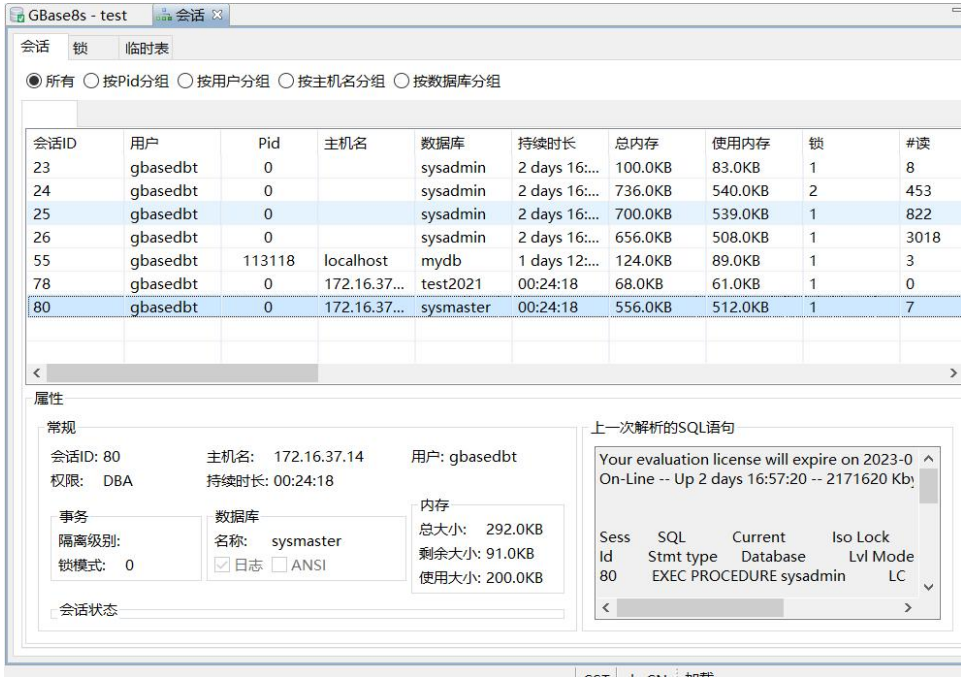 GBase8s - test 会话
会话 锁 临时表
所有 按Pid分组 按用户分组 按主机名分组 按数据库分组
会话ID 用户 Pid 主机名 数据库 持续时长 总内存 使用内存 锁 #读
23 gbasedbt 0 sysadmin 2 days 16:... 100.0KB 83.0KB 1 8
24 gbasedbt 0 sysadmin 2 days 16:... 736.0KB 540.0KB 2 453
25 gbasedbt 0 sysadmin 2 days 16:... 700.0KB 539.0KB 1 822
26 gbasedbt 0 sysadmin 2 days 16:... 656.0KB 508.0KB 1 3018
55 gbasedbt 113118 localhost mydb 1 days 12:... 124.0KB 89.0KB 1 3
78 gbasedbt 0 172.16.37... test2021 00:24:18 68.0KB 61.0KB 1 0
80 gbasedbt 0 172.16.37... sysmaster 00:24:18 556.0KB 512.0KB 1 7
属性
常规
会话ID: 80 主机名: 172.16.37.14 用户: gbasedbt
权限: DBA 持续时长: 00:24:18
事务
隔离级别:
锁模式: 0
数据库
名称: sysmaster
日志 ANSI
内存
总大小: 292.0KB
剩余大小: 91.0KB
使用大小: 200.0KB
会话状态
上一次解析的SQL语句
Your evaluation license will expire on 2023-0
On-Line -- Up 2 days 16:57:20 -- 2171620 Kby
Sess SQL Current Iso Lock
Id Stmt type Database Lvl Mode
80 EXEC PROCEDURE sysadmin LC